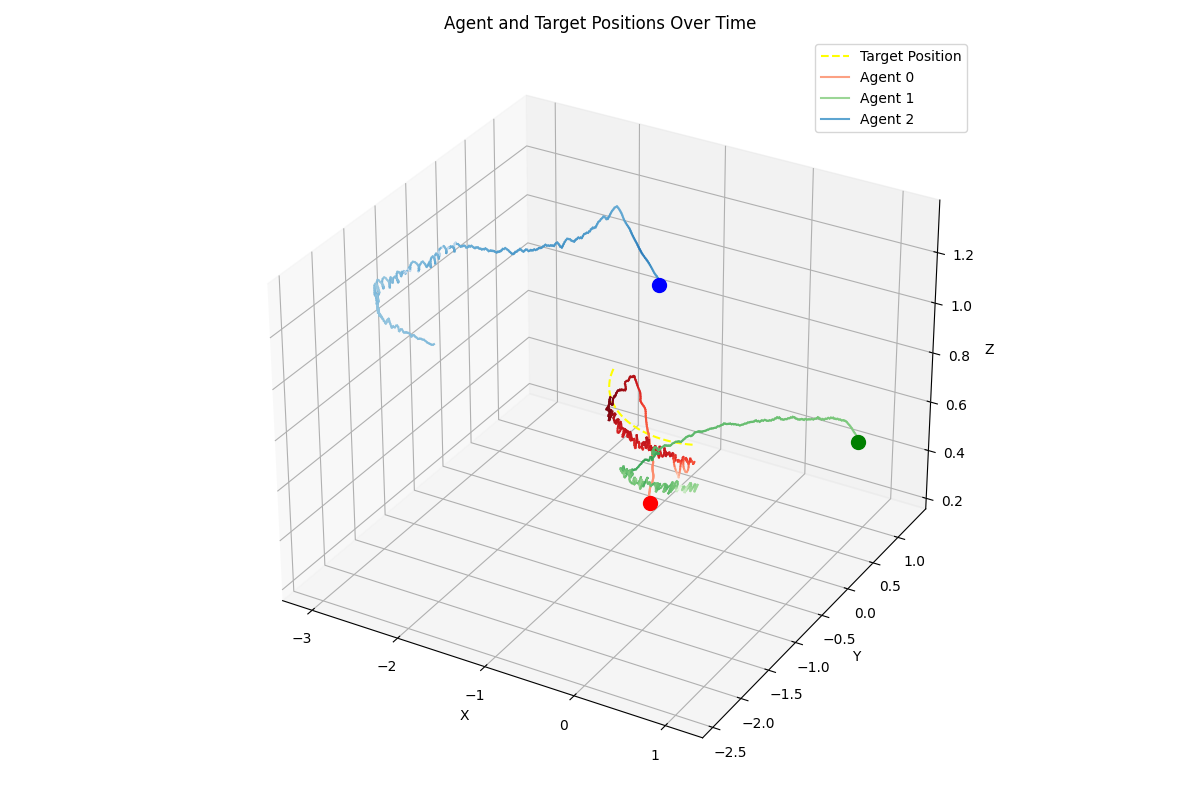 Agent and Target Positions Over Time
Target Position
Agent 0
Agent 1
Agent 2
1.2
1.0
0.8
0.6
0.4
0.2
Z
1.0
0.5
0.0
−0.5
−1.0
−1.5
−2.0
−2.5
Y
−3
−2
−1
0
1
X